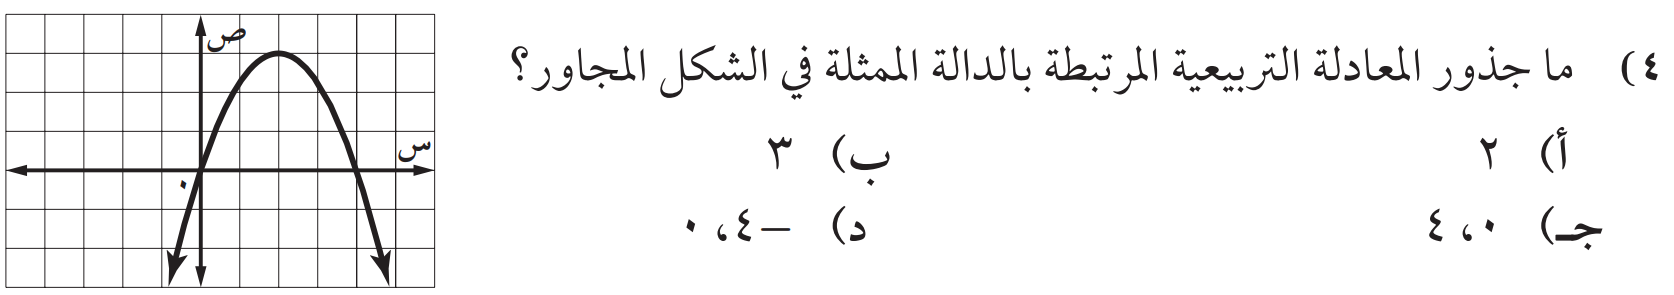 ٤) ما جذور المعادلة التربيعية المرتبطة بالدالة الممثلة في الشكل المجاور؟
أ) ٢ ب) ٣
جـ) ٠، ٤ د) –٤، ٠
ص
س
٠